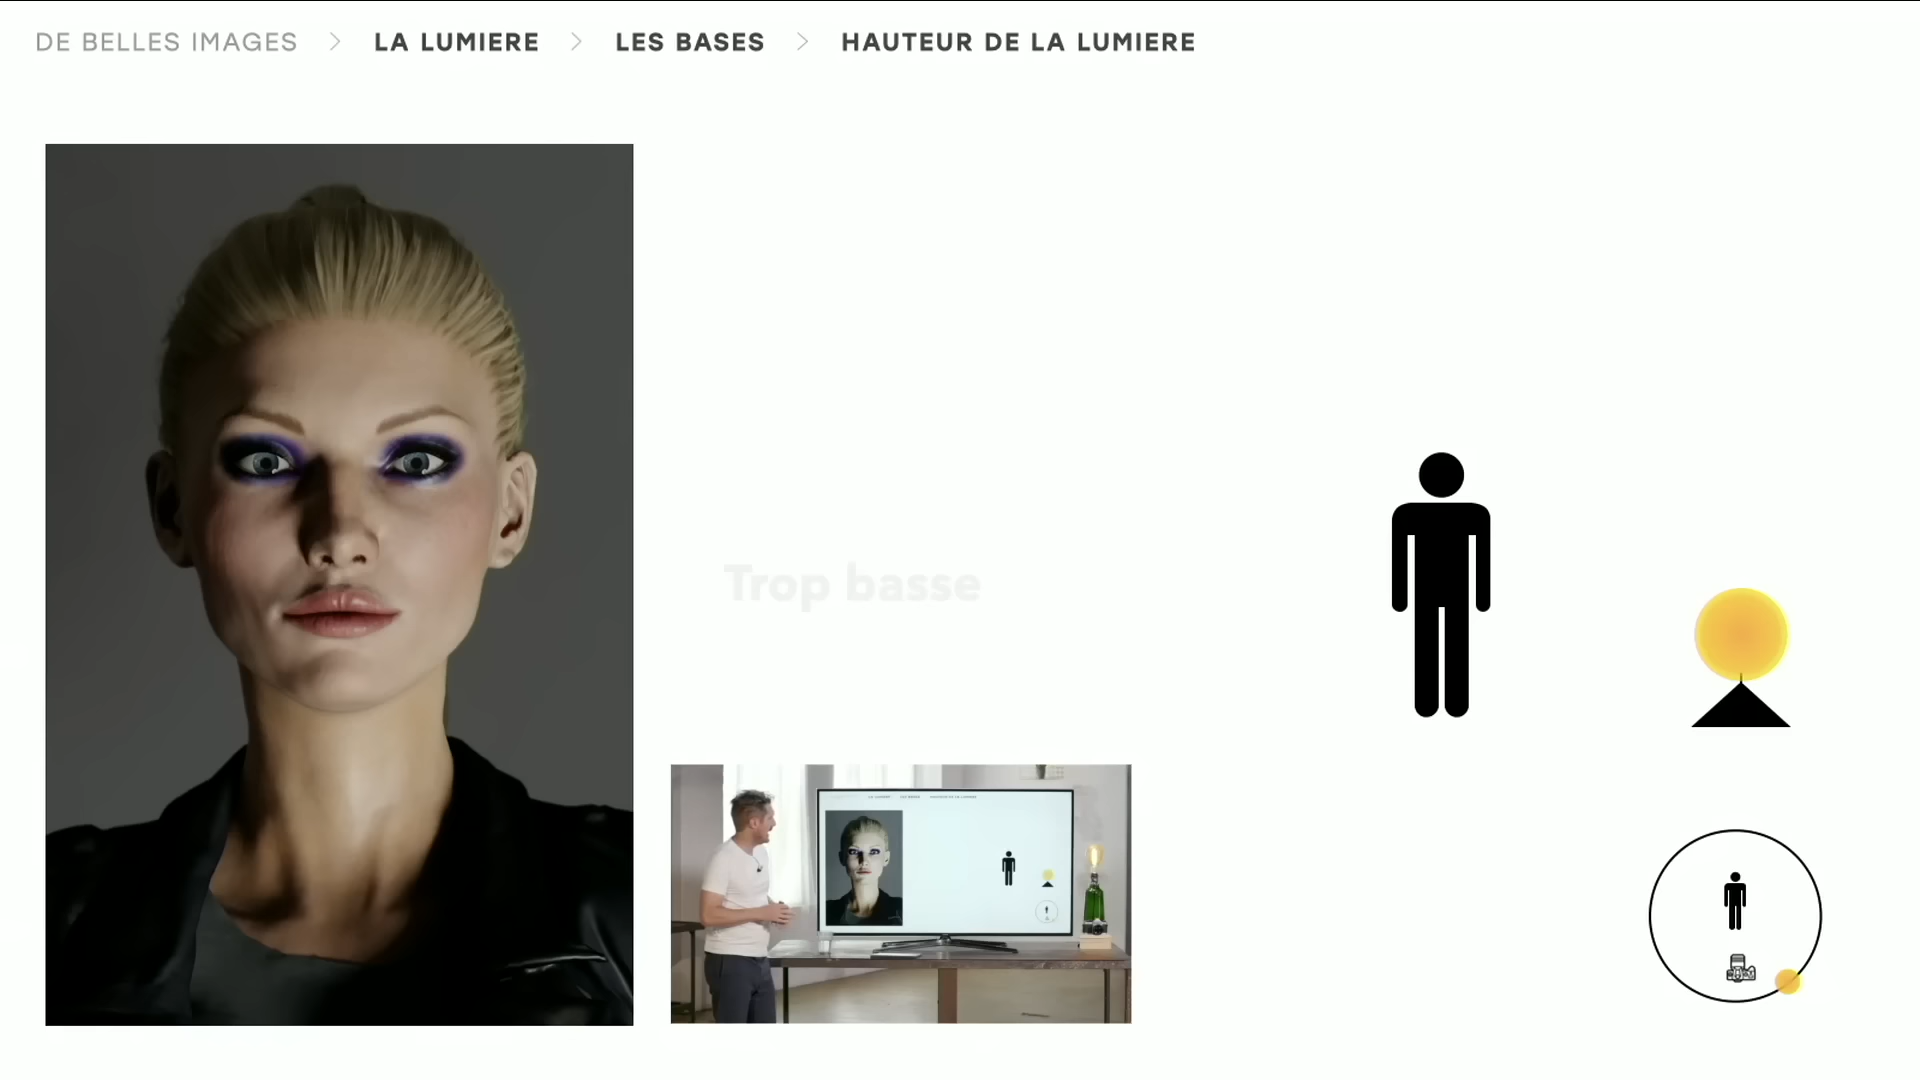 DE BELLES IMAGES > LA LUMIERE > LES BASES > HAUTEUR DE LA LUMIERE
Trop basse